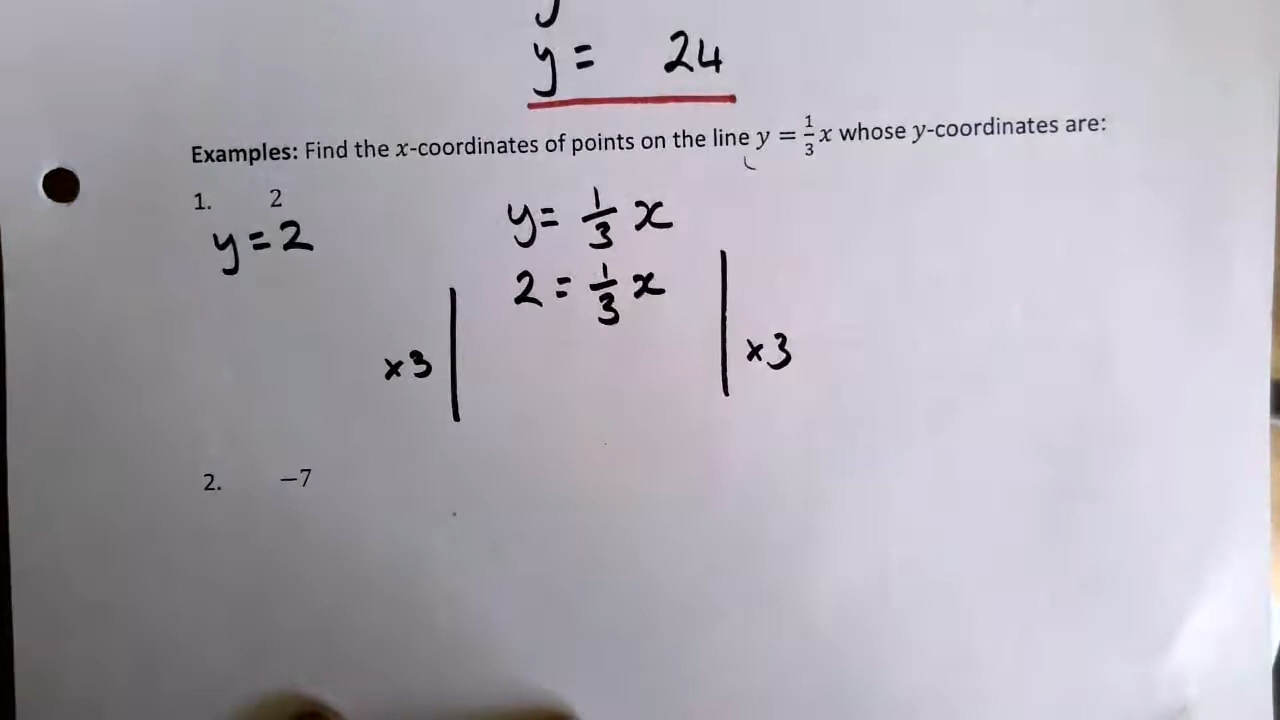 y = 24
Examples: Find the x-coordinates of points on the line y = 1/3 x whose y-coordinates are:
1. 2
y = 2
y = 1/3 x
2 = 1/3 x
×3 ×3
2. −7